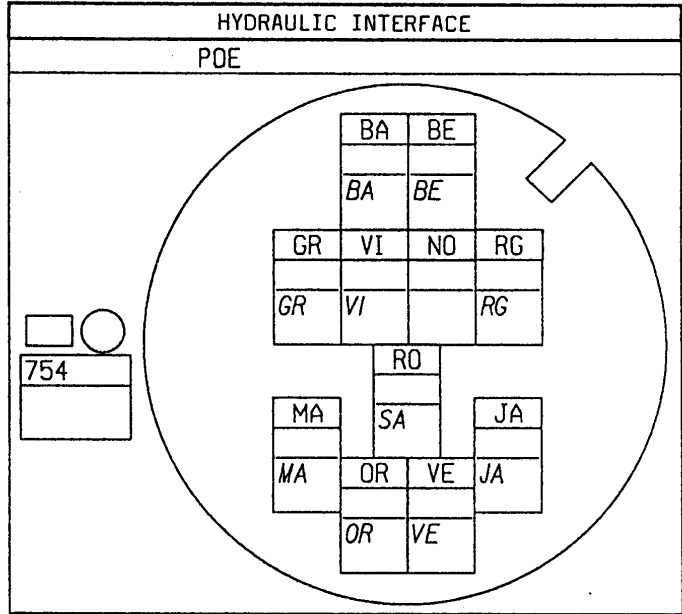 HYDRAULIC INTERFACE
POE
BA BE
BA BE
GR VI NO RG
GR VI RG
754
RO
MA SA JA
MA OR VE JA
OR VE